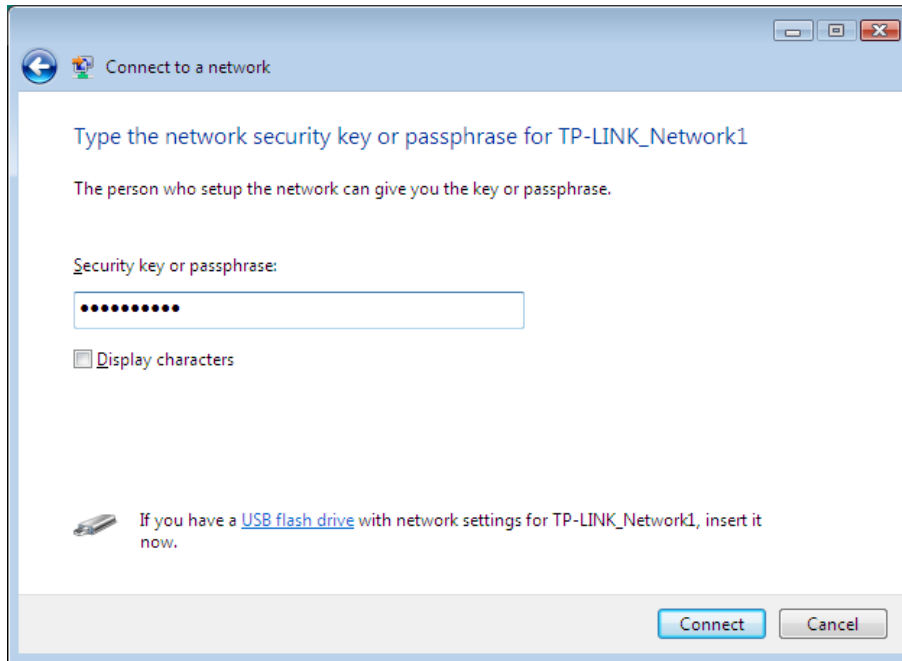 Connect to a network
Type the network security key or passphrase for TP-LINK_Network1
The person who setup the network can give you the key or passphrase.
Security key or passphrase:
●●●●●●●●●●
Display characters
If you have a USB flash drive with network settings for TP-LINK_Network1, insert it
now.
Connect Cancel